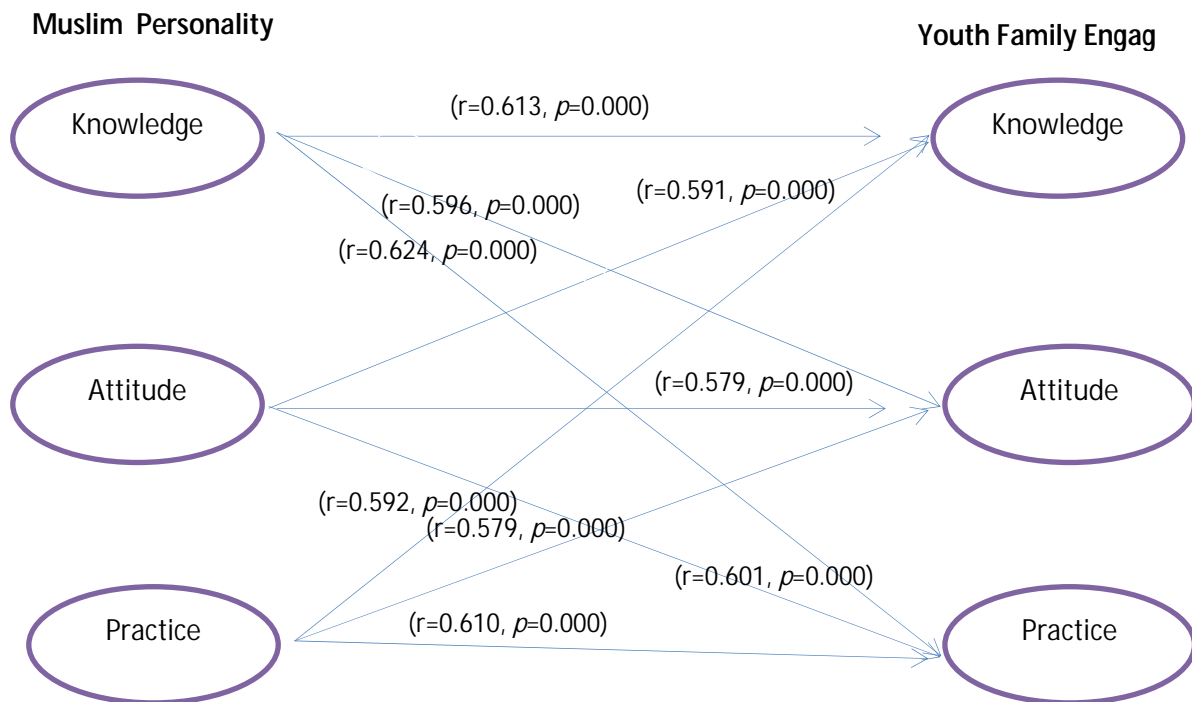 Muslim Personality
Youth Family Engag
Knowledge
(r=0.613, p=0.000)
Knowledge
(r=0.596, p=0.000)
(r=0.591, p=0.000)
(r=0.624, p=0.000)
Attitude
(r=0.579, p=0.000)
Attitude
(r=0.592, p=0.000)
(r=0.579, p=0.000)
(r=0.601, p=0.000)
Practice
(r=0.610, p=0.000)
Practice